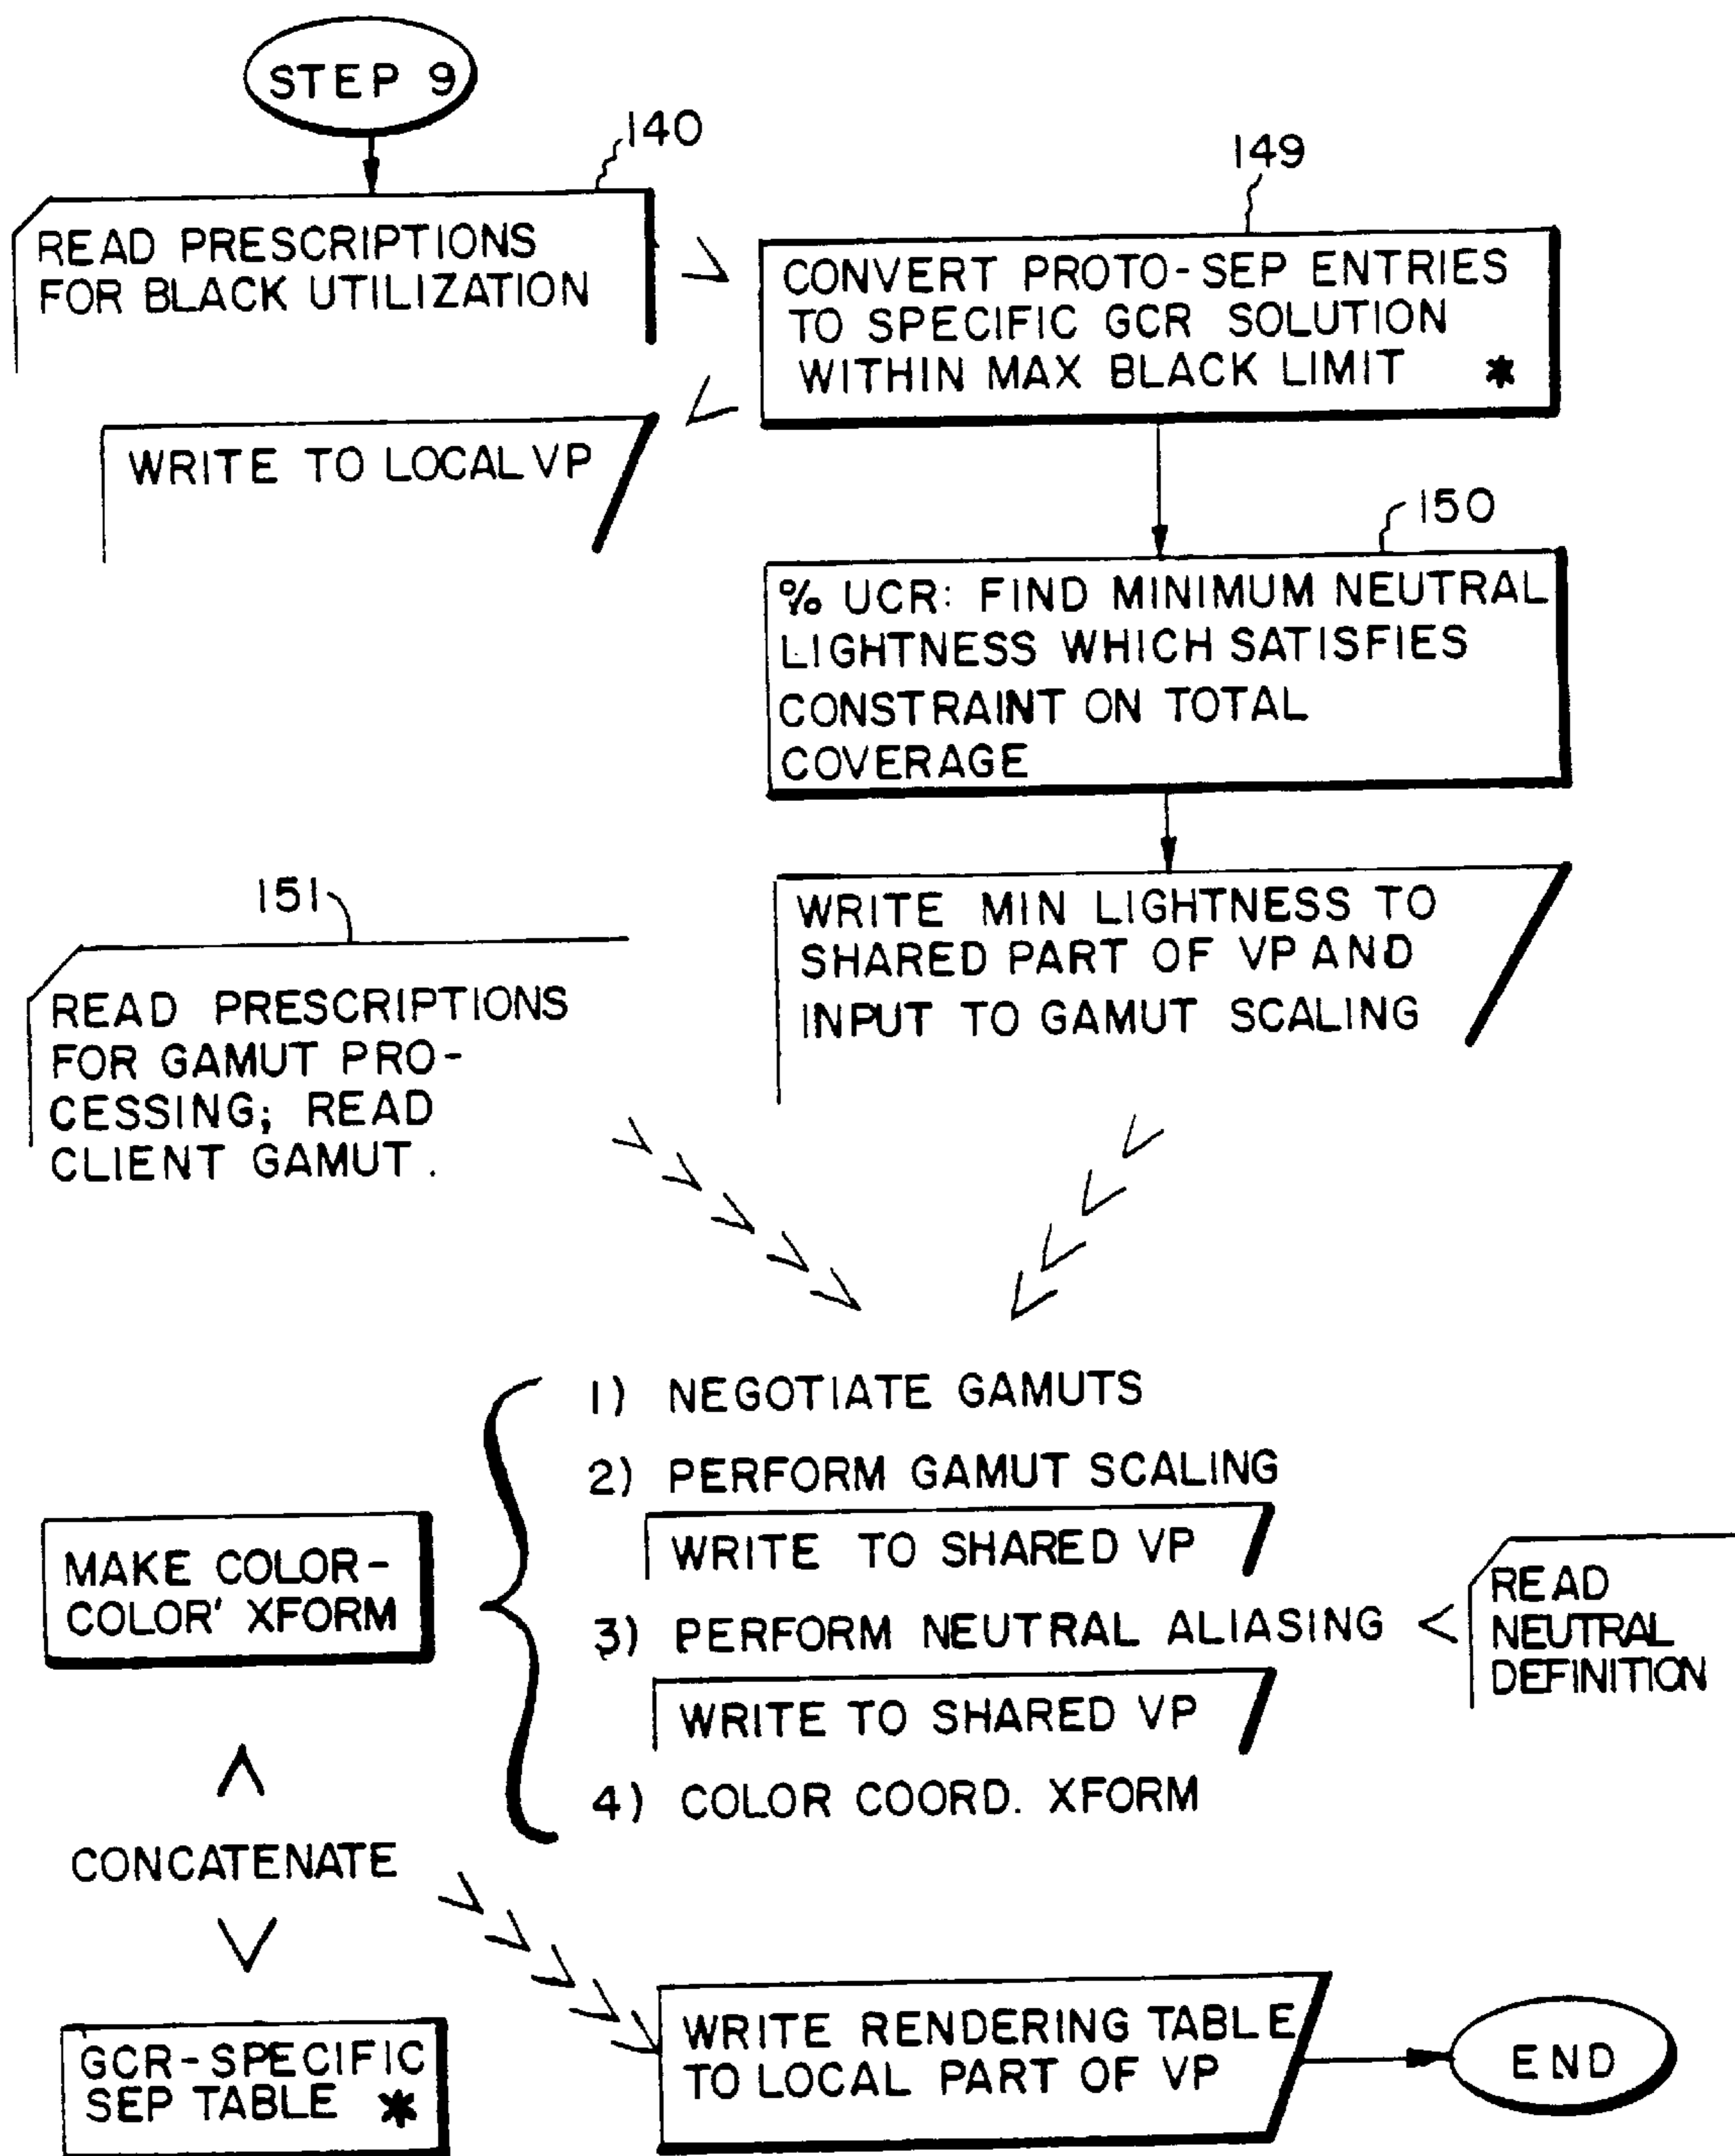 STEP 9
140
READ PRESCRIPTIONS
FOR BLACK UTILIZATION
149
CONVERT PROTO-SEP ENTRIES
TO SPECIFIC GCR SOLUTION
WITHIN MAX BLACK LIMIT *
WRITE TO LOCAL VP
150
% UCR: FIND MINIMUM NEUTRAL
LIGHTNESS WHICH SATISFIES
CONSTRAINT ON TOTAL
COVERAGE
WRITE MIN LIGHTNESS TO
SHARED PART OF VP AND
INPUT TO GAMUT SCALING
151
READ PRESCRIPTIONS
FOR GAMUT PRO-
CESSING; READ
CLIENT GAMUT.
1) NEGOTIATE GAMUTS
2) PERFORM GAMUT SCALING
WRITE TO SHARED VP
3) PERFORM NEUTRAL ALIASING
WRITE TO SHARED VP
4) COLOR COORD. XFORM
READ
NEUTRAL
DEFINITION
MAKE COLOR-
COLOR' XFORM
CONCATENATE
GCR-SPECIFIC
SEP TABLE *
WRITE RENDERING TABLE
TO LOCAL PART OF VP
END